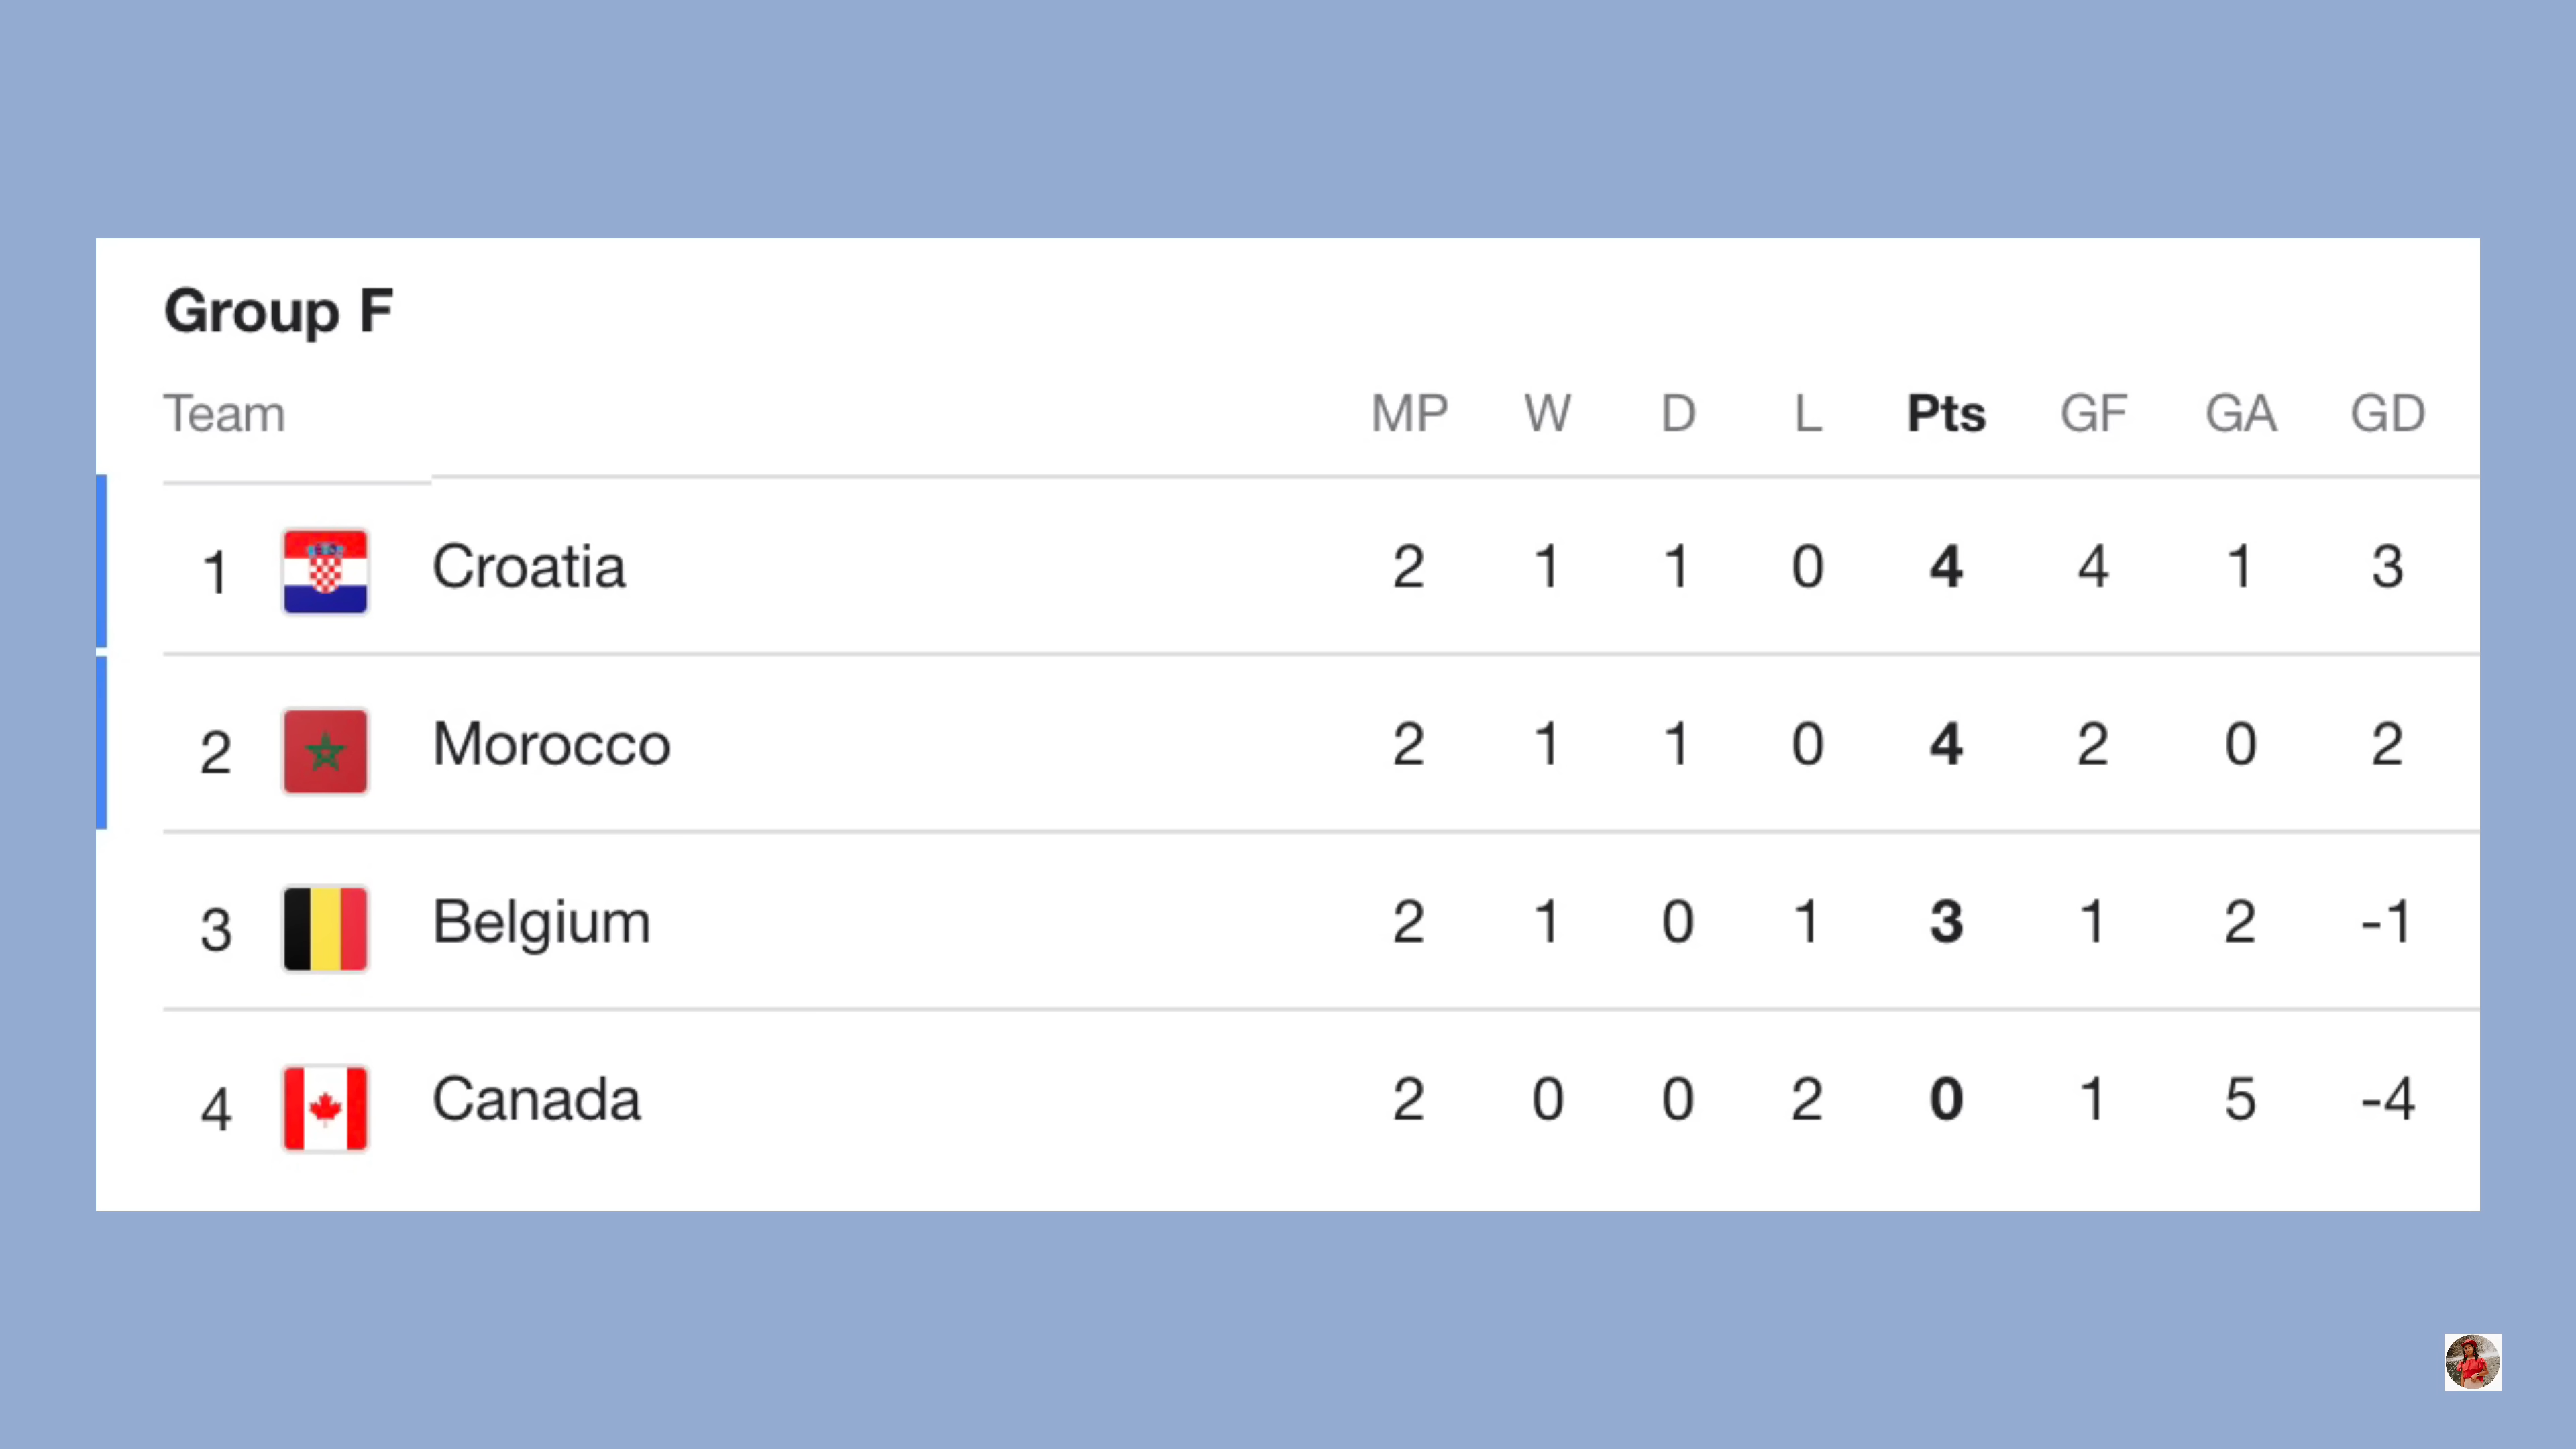 Group F
Team MP W D L Pts GF GA GD
1 Croatia 2 1 1 0 4 4 1 3
2 Morocco 2 1 1 0 4 2 0 2
3 Belgium 2 1 0 1 3 1 2 -1
4 Canada 2 0 0 2 0 1 5 -4